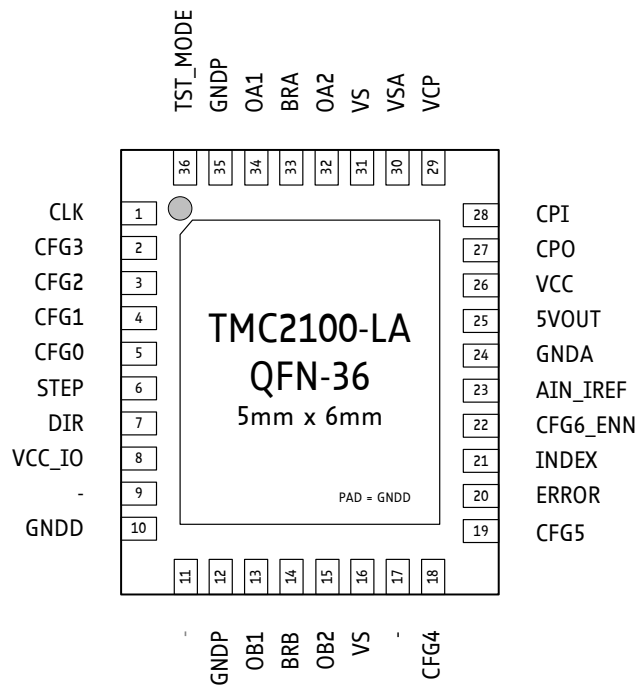 TST_MODE
GNDP
OA1
BRA
OA2
VS
VSA
VCP
36
35
34
33
32
31
30
29
CLK 1
CFG3 2
CFG2 3
CFG1 4
CFG0 5
STEP 6
DIR 7
VCC_IO 8
- 9
GNDD 10
TMC2100-LA
QFN-36
5mm x 6mm
PAD = GNDD
28 CPI
27 CPO
26 VCC
25 5VOUT
24 GNDA
23 AIN_IREF
22 CFG6_ENN
21 INDEX
20 ERROR
19 CFG5
11
12
13
14
15
16
17
18
-
GNDP
OB1
BRB
OB2
VS
-
CFG4